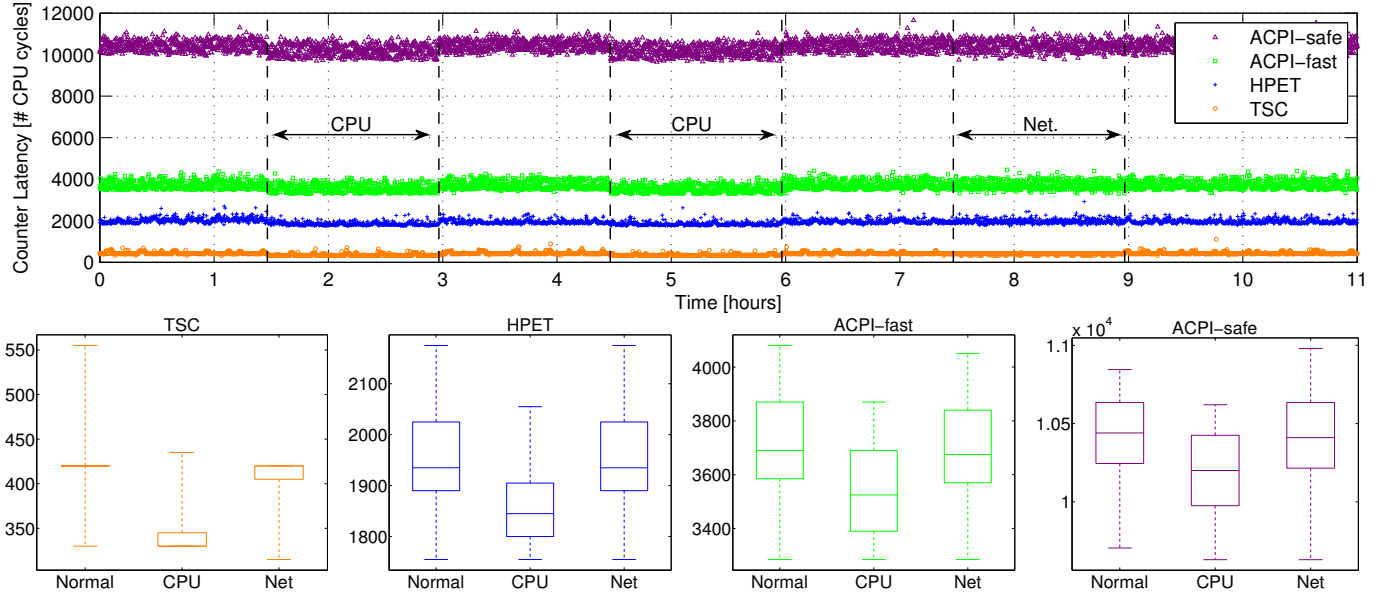 Counter Latency [# CPU cycles]
12000
10000
8000
6000
4000
2000
0
ACPI-safe
ACPI-fast
HPET
TSC
CPU
CPU
Net.
0 1 2 3 4 5 6 7 8 9 10 11
Time [hours]
TSC
550
500
450
400
350
Normal CPU Net
HPET
2100
2000
1900
1800
Normal CPU Net
ACPI-fast
4000
3800
3600
3400
Normal CPU Net
ACPI-safe
x 10^4
1.1
1.05
1
Normal CPU Net